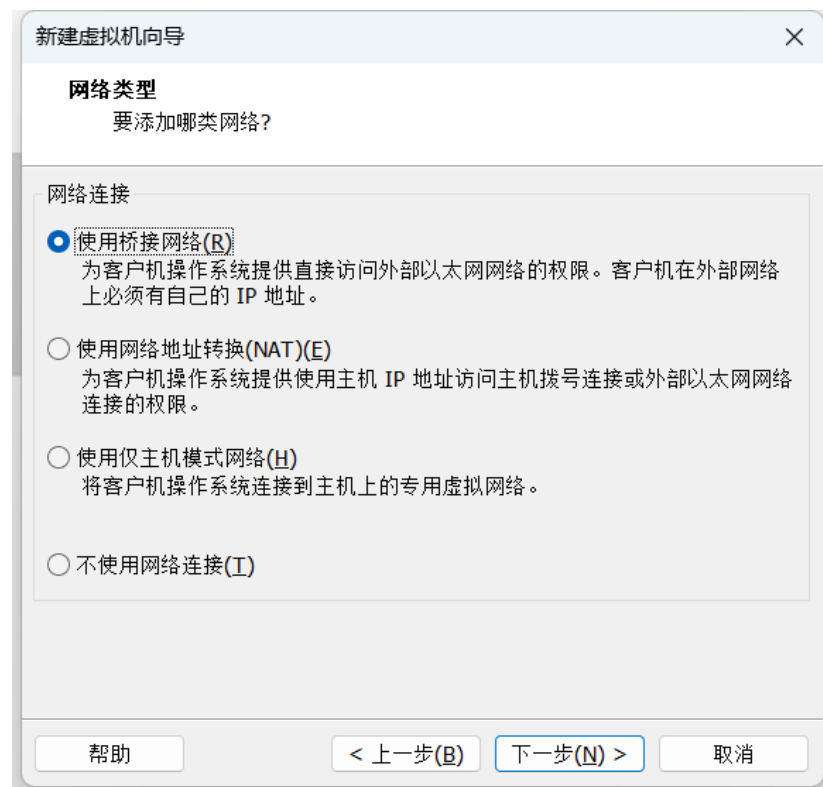 新建虚拟机向导
网络类型
要添加哪类网络?
网络连接
使用桥接网络(R)
为客户机操作系统提供直接访问外部以太网网络的权限。客户机在外部网络
上必须有自己的 IP 地址。
使用网络地址转换(NAT)(E)
为客户机操作系统提供使用主机 IP 地址访问主机拨号连接或外部以太网网络
连接的权限。
使用仅主机模式网络(H)
将客户机操作系统连接到主机上的专用虚拟网络。
不使用网络连接(T)
帮助
< 上一步(B)
下一步(N) >
取消